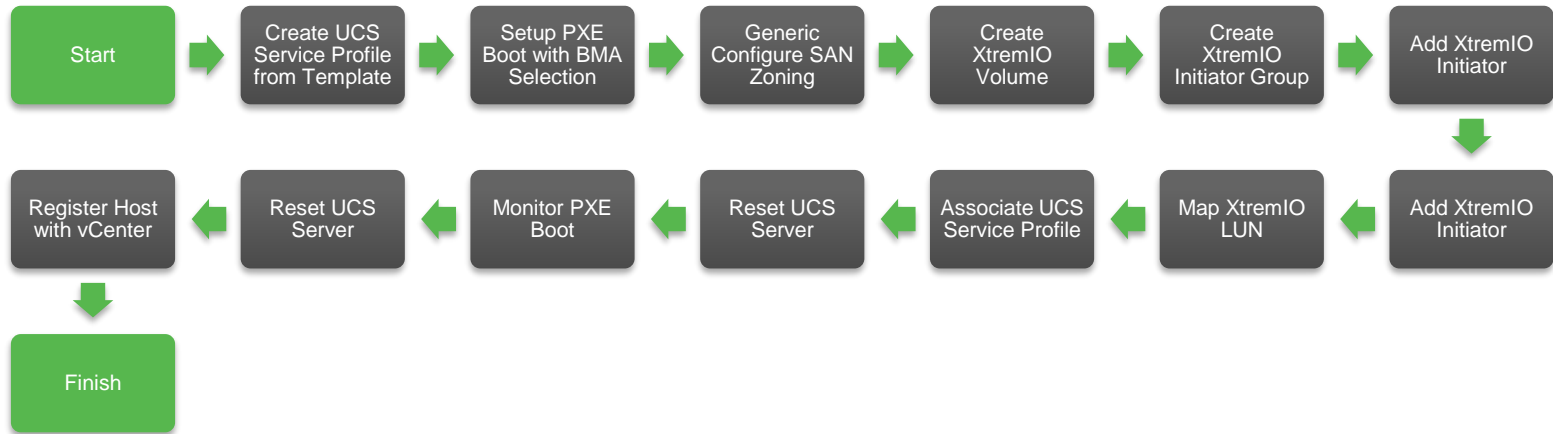 Start
Create UCS
Service Profile
from Template
Setup PXE
Boot with BMA
Selection
Generic
Configure SAN
Zoning
Create
XtremIO
Volume
Create
XtremIO
Initiator Group
Add XtremIO
Initiator
Add XtremIO
Initiator
Map XtremIO
LUN
Associate UCS
Service Profile
Reset UCS
Server
Monitor PXE
Boot
Reset UCS
Server
Register Host
with vCenter
Finish